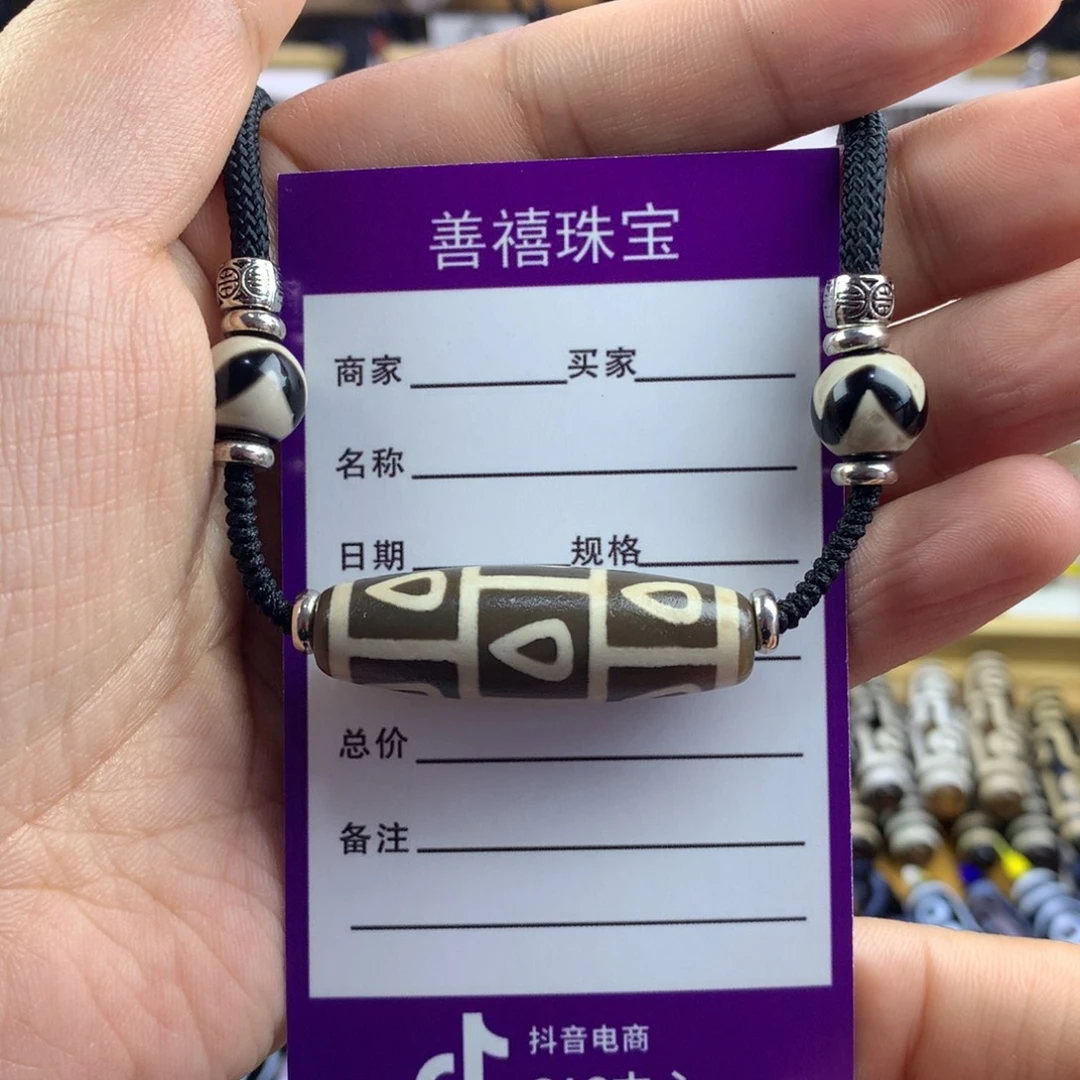 善禧珠宝
商家 买家
名称
日期 规格
总价
备注
抖音电商